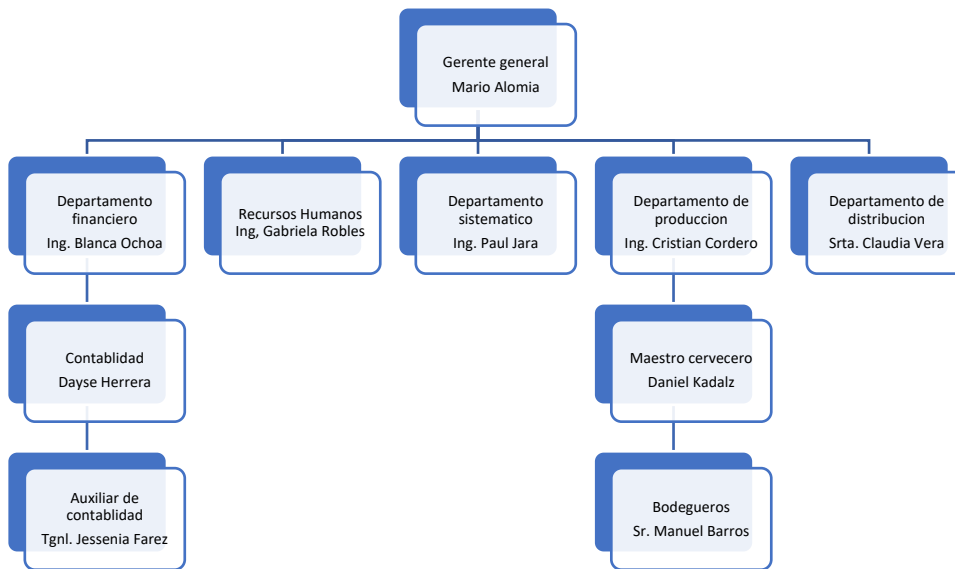 Gerente general
Mario Alomia
Departamento
financiero
Ing. Blanca Ochoa
Recursos Humanos
Ing, Gabriela Robles
Departamento
sistematico
Ing. Paul Jara
Departamento de
produccion
Ing. Cristian Cordero
Departamento de
distribucion
Srta. Claudia Vera
Contablidad
Dayse Herrera
Maestro cervecero
Daniel Kadalz
Auxiliar de
contablidad
Tgnl. Jessenia Farez
Bodegueros
Sr. Manuel Barros